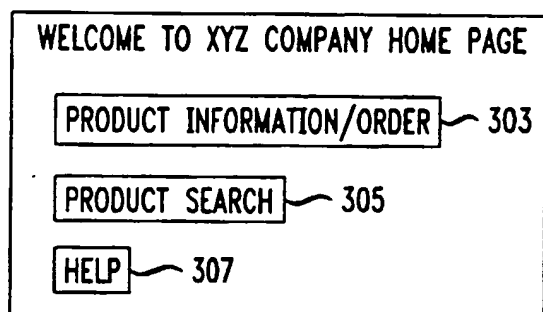 WELCOME TO XYZ COMPANY HOME PAGE
PRODUCT INFORMATION/ORDER 303
PRODUCT SEARCH 305
HELP 307